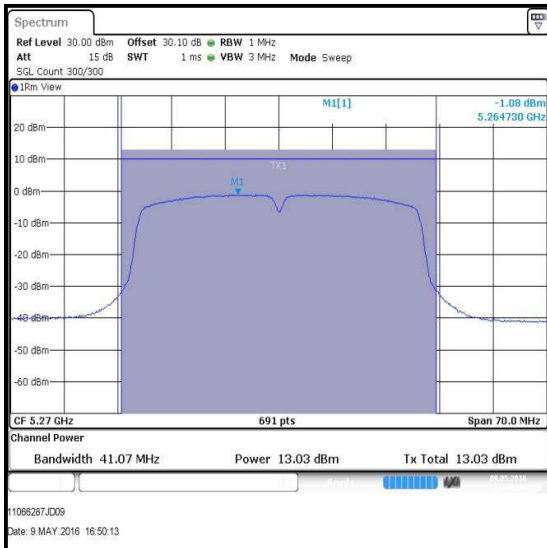 Spectrum
Ref Level 30.00 dBm Offset 30.10 dB RBW 1 MHz
Att 15 dB SWT 1 ms VBW 3 MHz Mode Sweep
SGL Count 300/300
1Rm View
M1[1] -1.08 dBm
5.264730 GHz
20 dBm
10 dBm
TX1
M1
0 dBm
-10 dBm
-20 dBm
-30 dBm
-40 dBm
-50 dBm
-60 dBm
CF 5.27 GHz 691 pts Span 70.0 MHz
Channel Power
Bandwidth 41.07 MHz Power 13.03 dBm Tx Total 13.03 dBm
Ready 09.05.2016
11066287JD09
Date: 9.MAY.2016 16:50:13